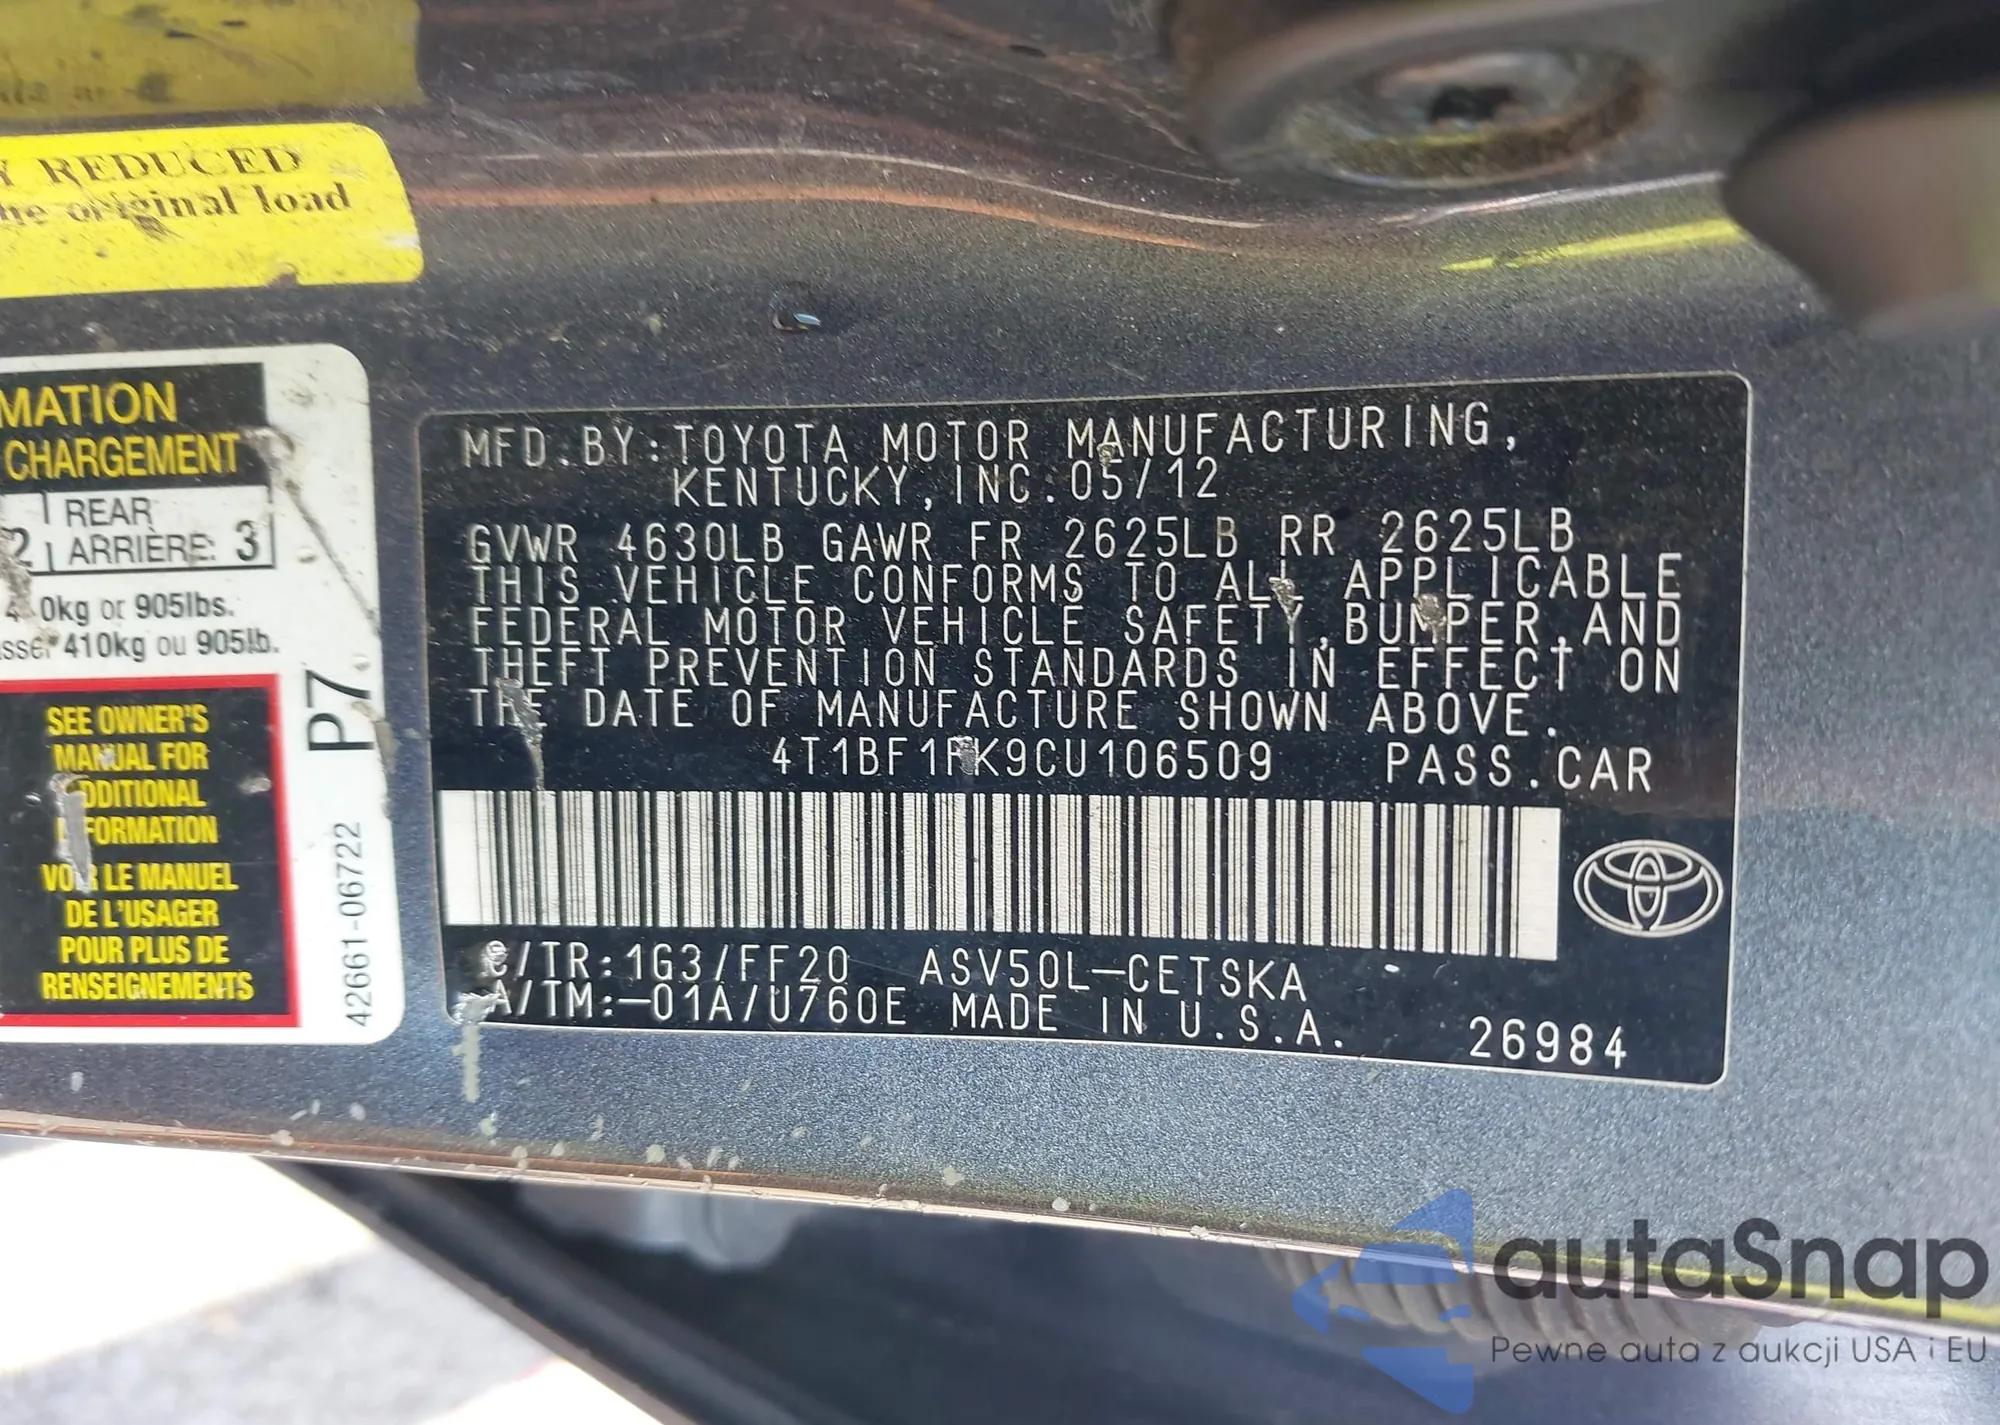 Y REDUCED
he original load
MATION
CHARGEMENT
2 REAR
ARRIÈRE: 3
0kg or 905lbs.
410kg ou 905lb.
SEE OWNER'S
MANUAL FOR
ADDITIONAL
INFORMATION
VOIR LE MANUEL
DE L'USAGER
POUR PLUS DE
RENSEIGNEMENTS
P7
42661-06722
MFD.BY:TOYOTA MOTOR MANUFACTURING,
KENTUCKY,INC.05/12
GVWR 4630LB GAWR FR 2625LB RR 2625LB
THIS VEHICLE CONFORMS TO ALL APPLICABLE
FEDERAL MOTOR VEHICLE SAFETY,BUMPER,AND
THEFT PREVENTION STANDARDS IN EFFECT ON
THE DATE OF MANUFACTURE SHOWN ABOVE.
4T1BF1FK9CU106509 PASS.CAR
C/TR:1G3/FF20 ASV50L-CETSKA
A/TM:-01A/U760E MADE IN U.S.A.
26984
autaSnap
Pewne auta z aukcji USA i EU